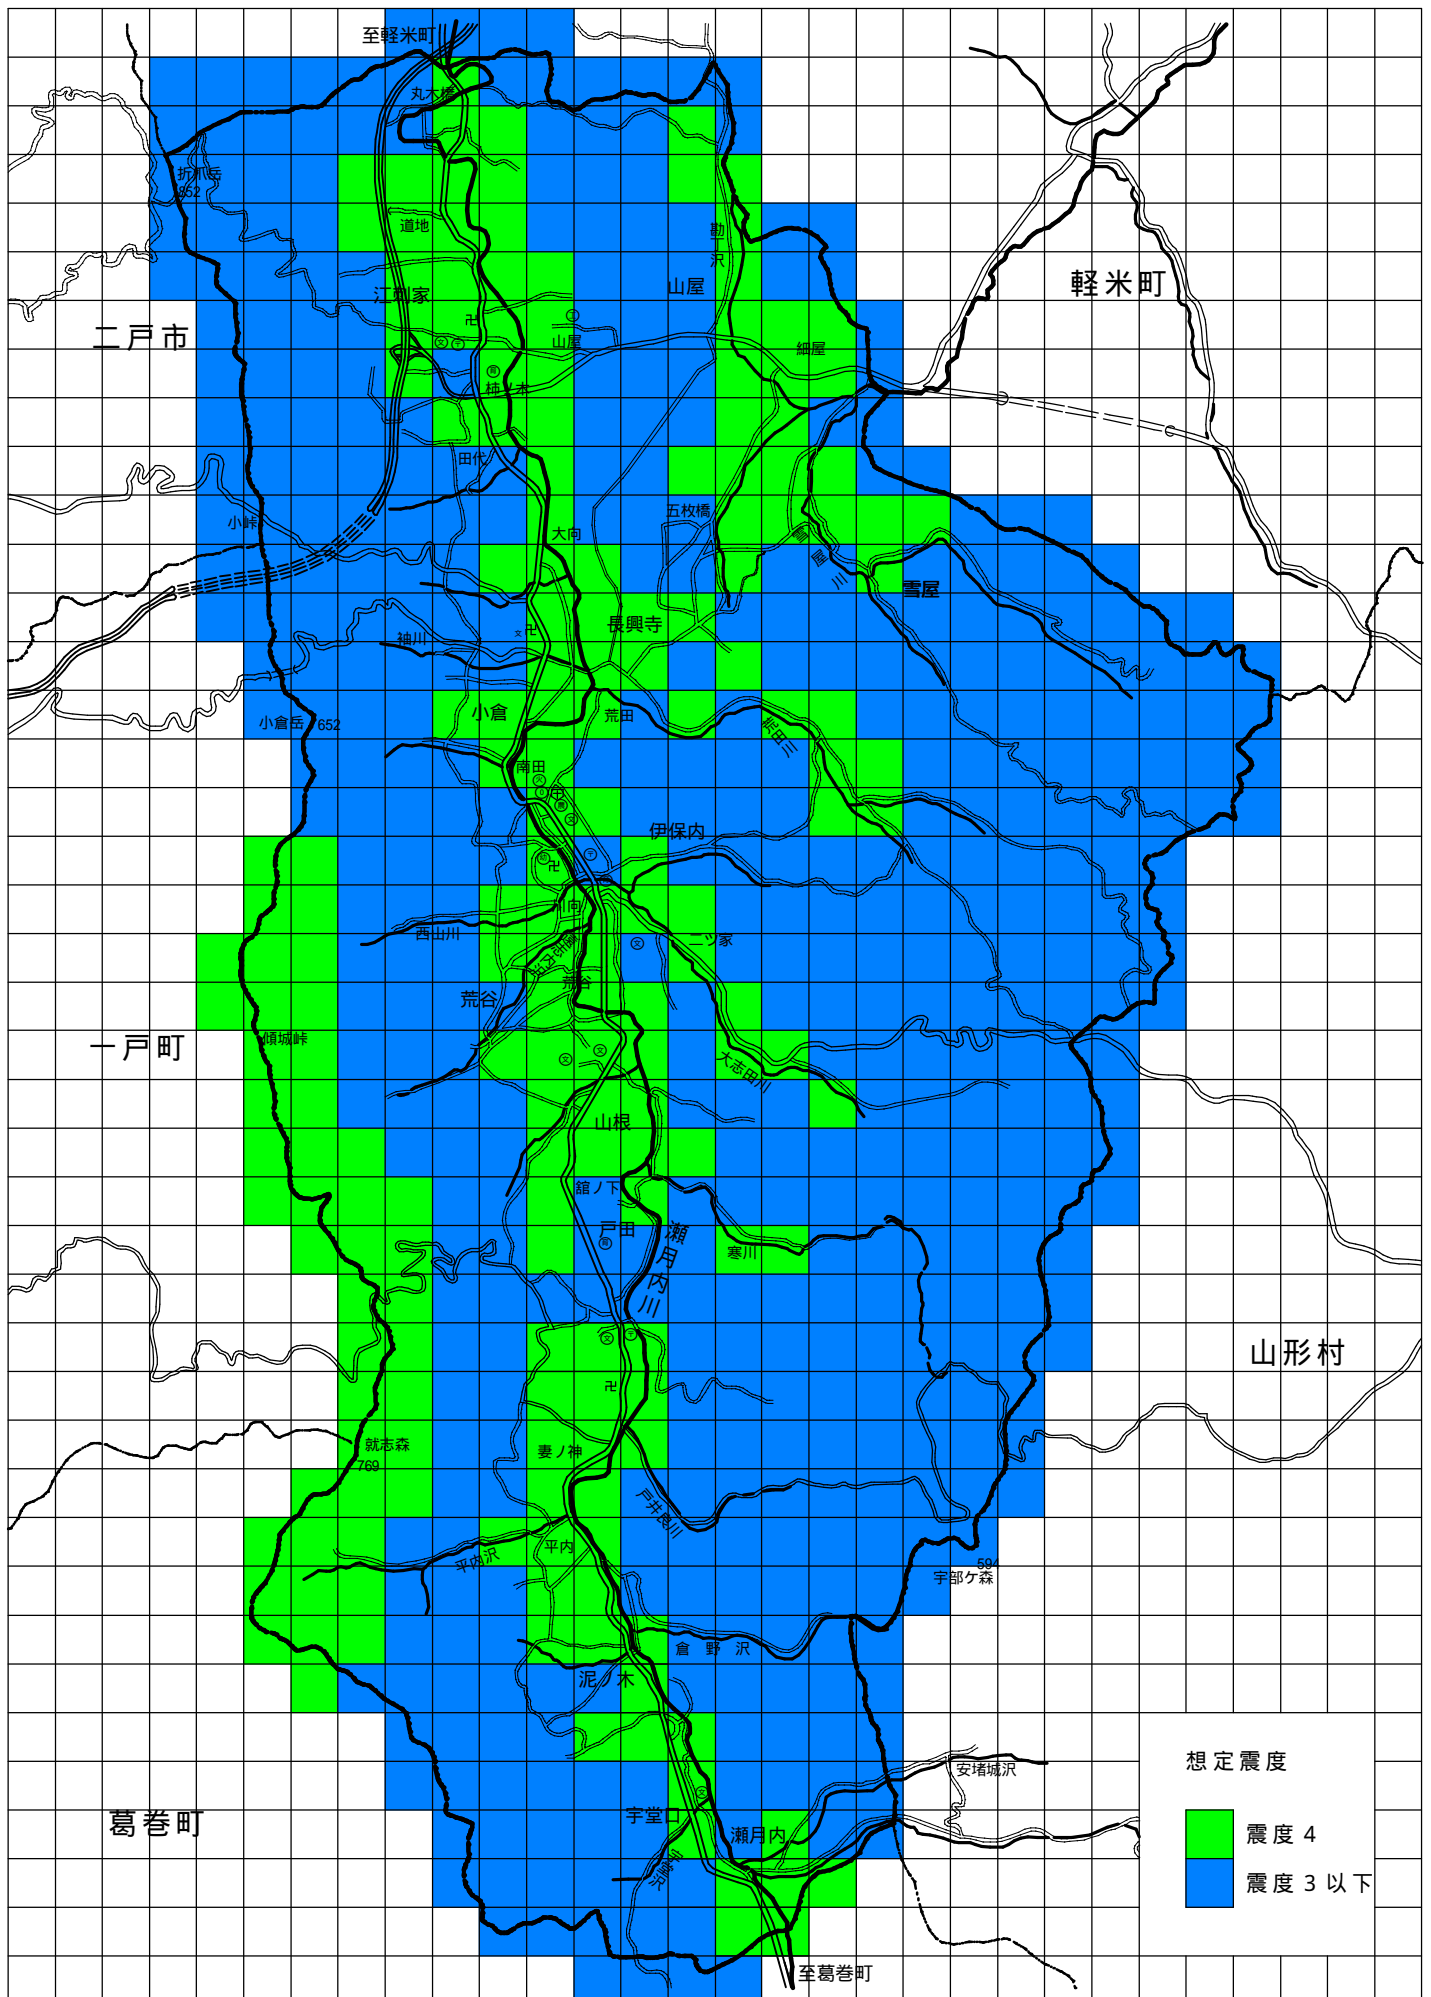 至軽米町
丸木橋
折爪岳
852
道地
勘丁沢
江刺家
山屋
軽米町
二戸市
山屋
細屋
柿ノ木
田代
小峠
大向
五枚橋
雪屋川
雪屋
袖川
長興寺
小倉岳 652
小倉
荒田
南田
伊保内
川向
西山川
二ツ家
荒谷
荒谷
一戸町
傾城峠
大志田川
山根
舘ノ下
戸田
瀬月内川
寒川
山形村
就志森
769
妻ノ神
戸井良川
平内沢
平内
594
宇部ケ森
倉野沢
泥ノ木
想定震度
安堵城沢
葛巻町
宇堂口
瀬月内
震度4
震度3以下
宇堂沢
至葛巻町